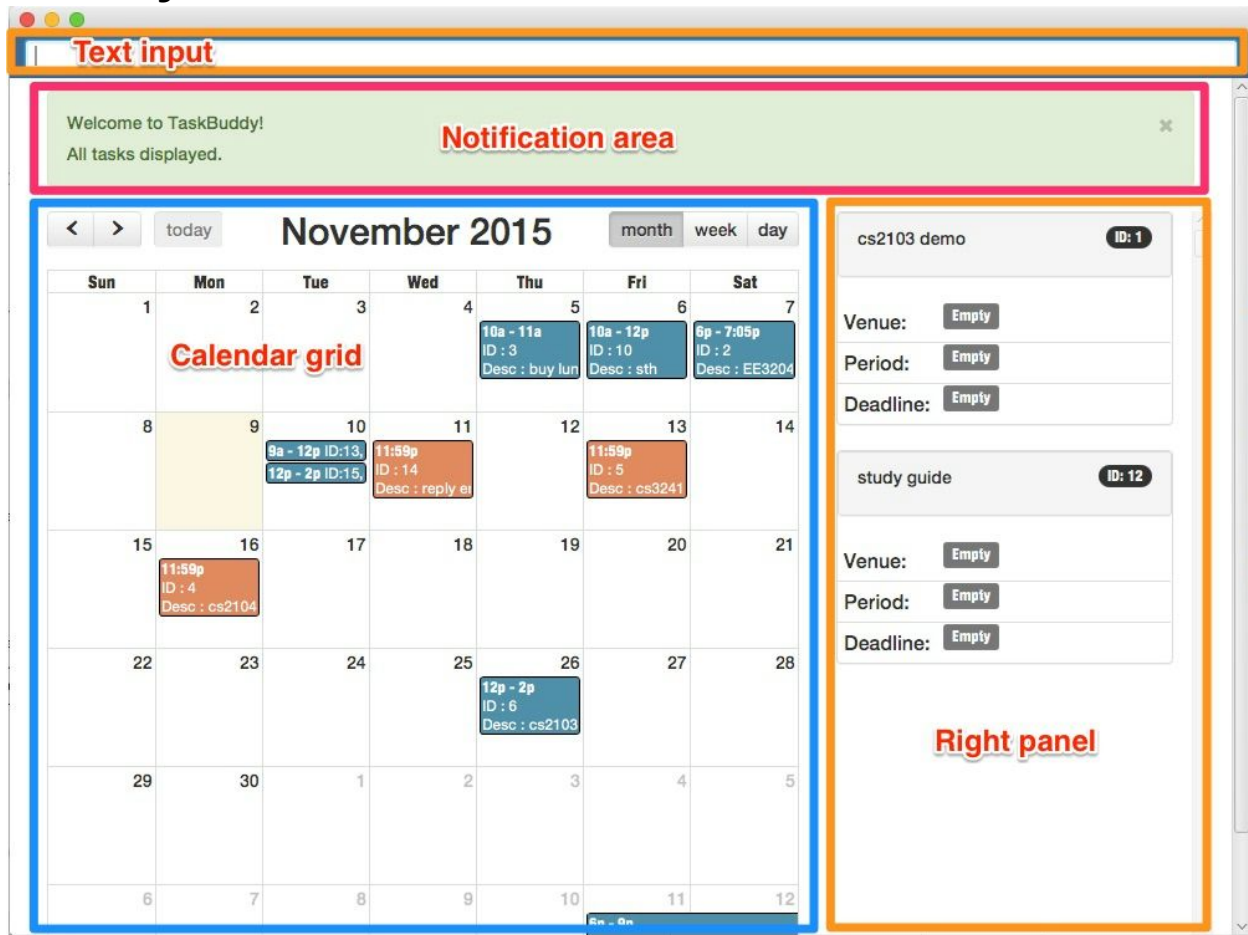 Text input
Welcome to TaskBuddy!
All tasks displayed.
Notification area
today
November 2015
month week day
Sun Mon Tue Wed Thu Fri Sat
1 2 3 4 5 6 7
10a - 11a
ID : 3
Desc : buy lun
10a - 12p
ID : 10
Desc : sth
6p - 7:05p
ID : 2
Desc : EE3204
Calendar grid
8 9 10 11 12 13 14
9a - 12p ID:13,
12p - 2p ID:15,
11:59p
ID : 14
Desc : reply er
11:59p
ID : 5
Desc : cs3241
15 16 17 18 19 20 21
11:59p
ID : 4
Desc : cs2104
22 23 24 25 26 27 28
12p - 2p
ID : 6
Desc : cs2103
29 30 1 2 3 4 5
6 7 8 9 10 11 12
6p - 9p
cs2103 demo ID: 1
Venue: Empty
Period: Empty
Deadline: Empty
study guide ID: 12
Venue: Empty
Period: Empty
Deadline: Empty
Right panel